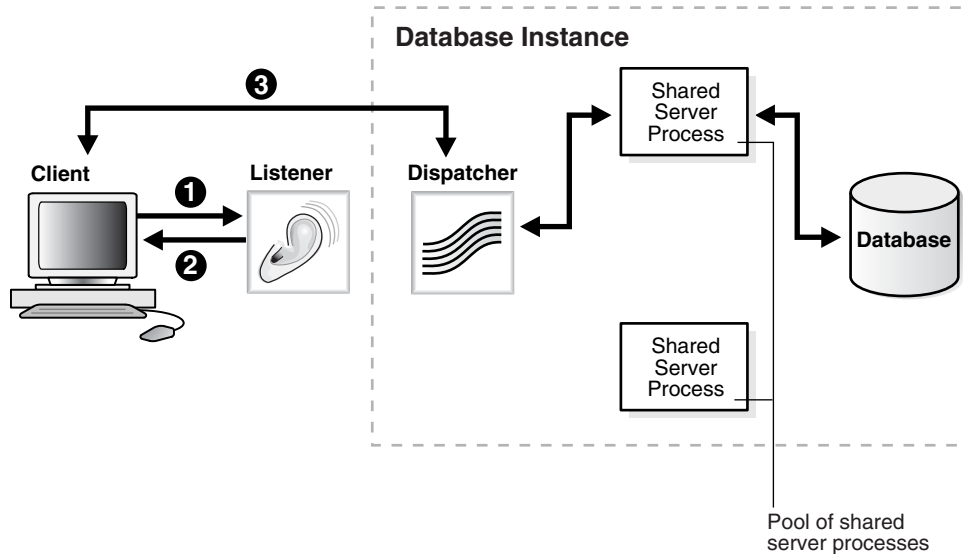 Database Instance
3
Shared
Server
Process
Client
Listener
Dispatcher
1
2
Database
Shared
Server
Process
Pool of shared
server processes